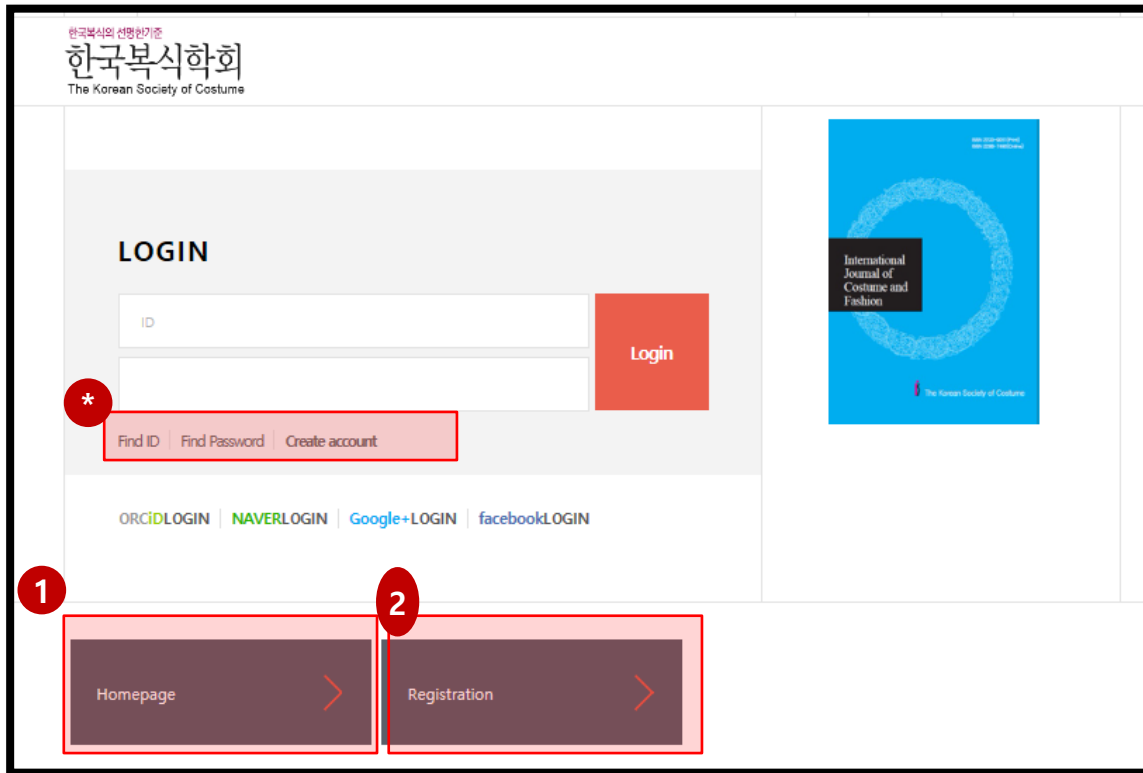 한국복식의 선명한기준
한국복식학회
The Korean Society of Costume
LOGIN
ID
Login
*
Find ID | Find Password | Create account
ORCiDLOGIN | NAVERLOGIN | Google+LOGIN | facebookLOGIN
International
Journal of
Costume and
Fashion
The Korean Society of Costume
1
2
Homepage
Registration